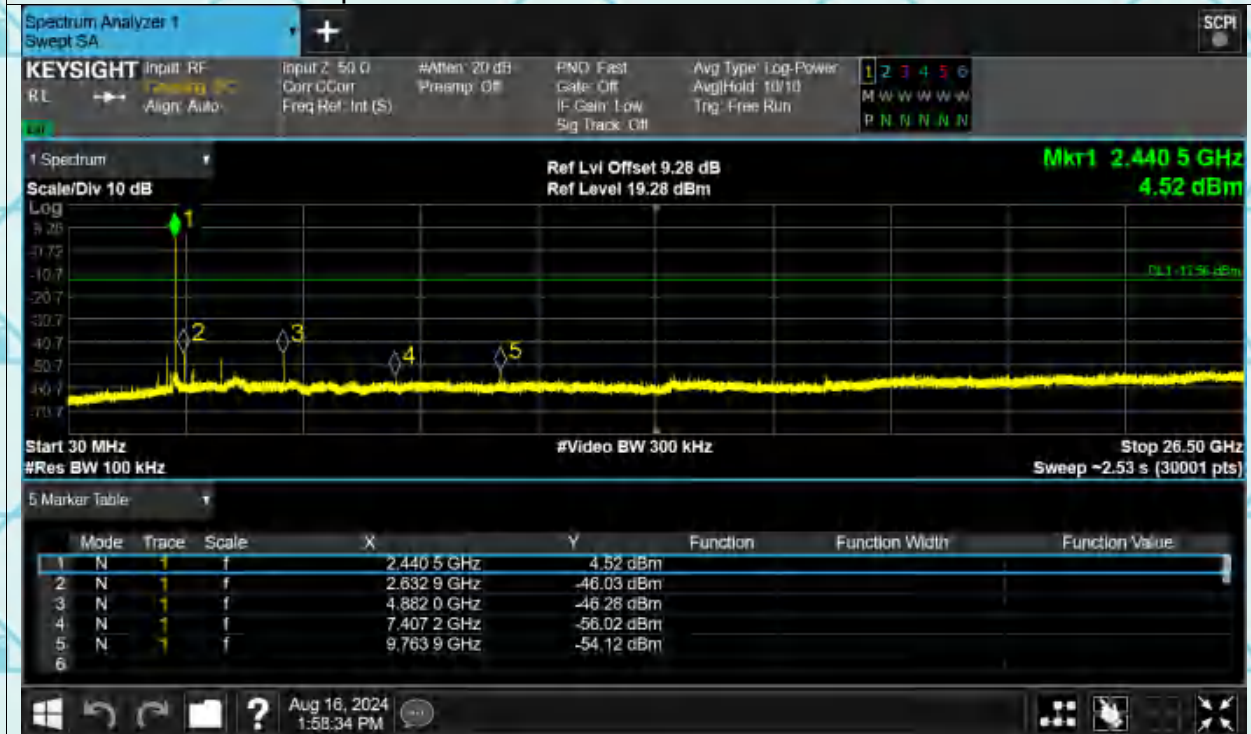 Spectrum Analyzer 1
Swept SA
+
SCPI
KEYSIGHT Input: RF Input Z: 50 Ω #Atten: 20 dB PNO: Fast Avg Type: Log-Power 1 2 3 4 5 6
RL Corr CCorr Preamp: Off Gate: Off Avg|Hold: 10/10 M W W W W W
Align: Auto Freq Ref: Int (S) IF Gain: Low Trig: Free Run
Sig Track: Off P N N N N N
1 Spectrum Ref Lvl Offset 9.28 dB Mkr1 2.440 5 GHz
Scale/Div 10 dB Ref Level 19.28 dBm 4.52 dBm
Log
9.28
1
-0.72
-10.7
-20.7
-30.7
2 3
-40.7
4 5
-50.7
-60.7
-70.7
Start 30 MHz #Video BW 300 kHz Stop 26.50 GHz
#Res BW 100 kHz Sweep ~2.53 s (30001 pts)
5 Marker Table
Mode Trace Scale X Y Function Function Width Function Value
1 N 1 f 2.440 5 GHz 4.52 dBm
2 N 1 f 2.632 9 GHz -46.03 dBm
3 N 1 f 4.882 0 GHz -46.28 dBm
4 N 1 f 7.407 2 GHz -56.02 dBm
5 N 1 f 9.763 9 GHz -54.12 dBm
6
? Aug 16, 2024
1:58:34 PM